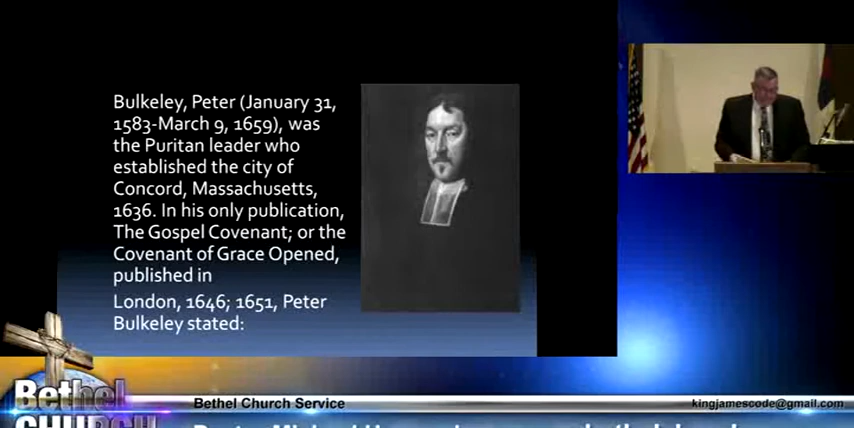 Bulkeley, Peter (January 31,
1583-March 9, 1659), was
the Puritan leader who
established the city of
Concord, Massachusetts,
1636. In his only publication,
The Gospel Covenant; or the
Covenant of Grace Opened,
published in
London, 1646; 1651, Peter
Bulkeley stated:
Bethel
CHURCH
Bethel Church Service
kingjamescode@gmail.com